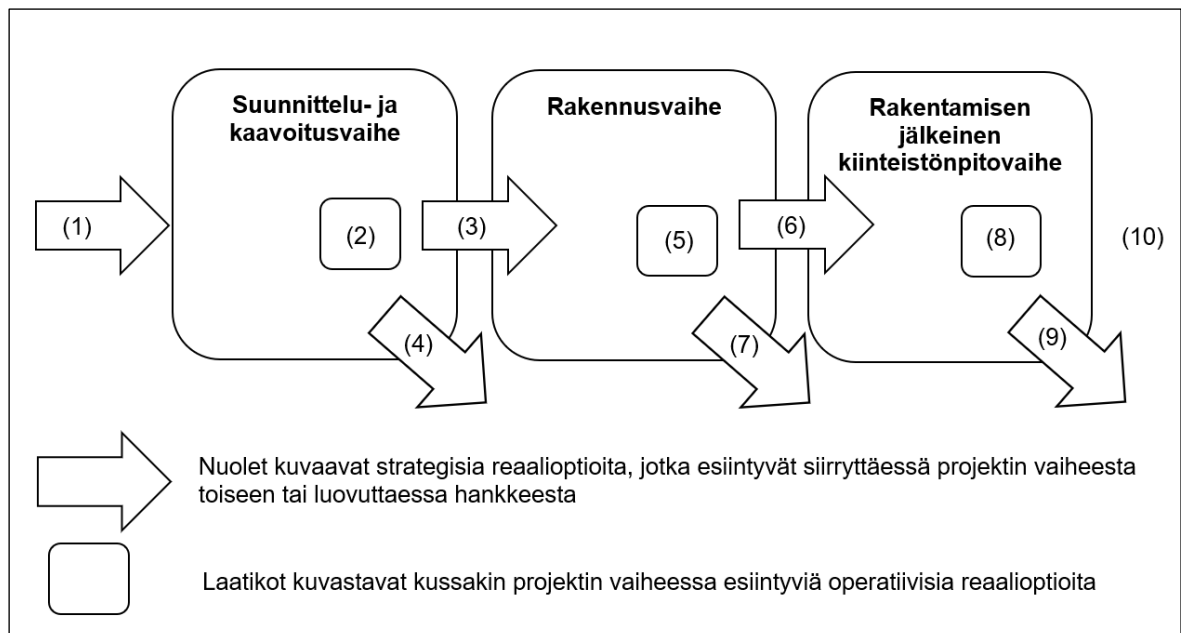 Suunnittelu- ja
kaavoitusvaihe
Rakennusvaihe
Rakentamisen
jälkeinen
kiinteistönpitovaihe
(1)
(2)
(3)
(4)
(5)
(6)
(7)
(8)
(9)
(10)
Nuolet kuvaavat strategisia reaalioptioita, jotka esiintyvät siirryttäessä projektin vaiheesta
toiseen tai luovuttaessa hankkeesta
Laatikot kuvastavat kussakin projektin vaiheessa esiintyviä operatiivisia reaalioptioita